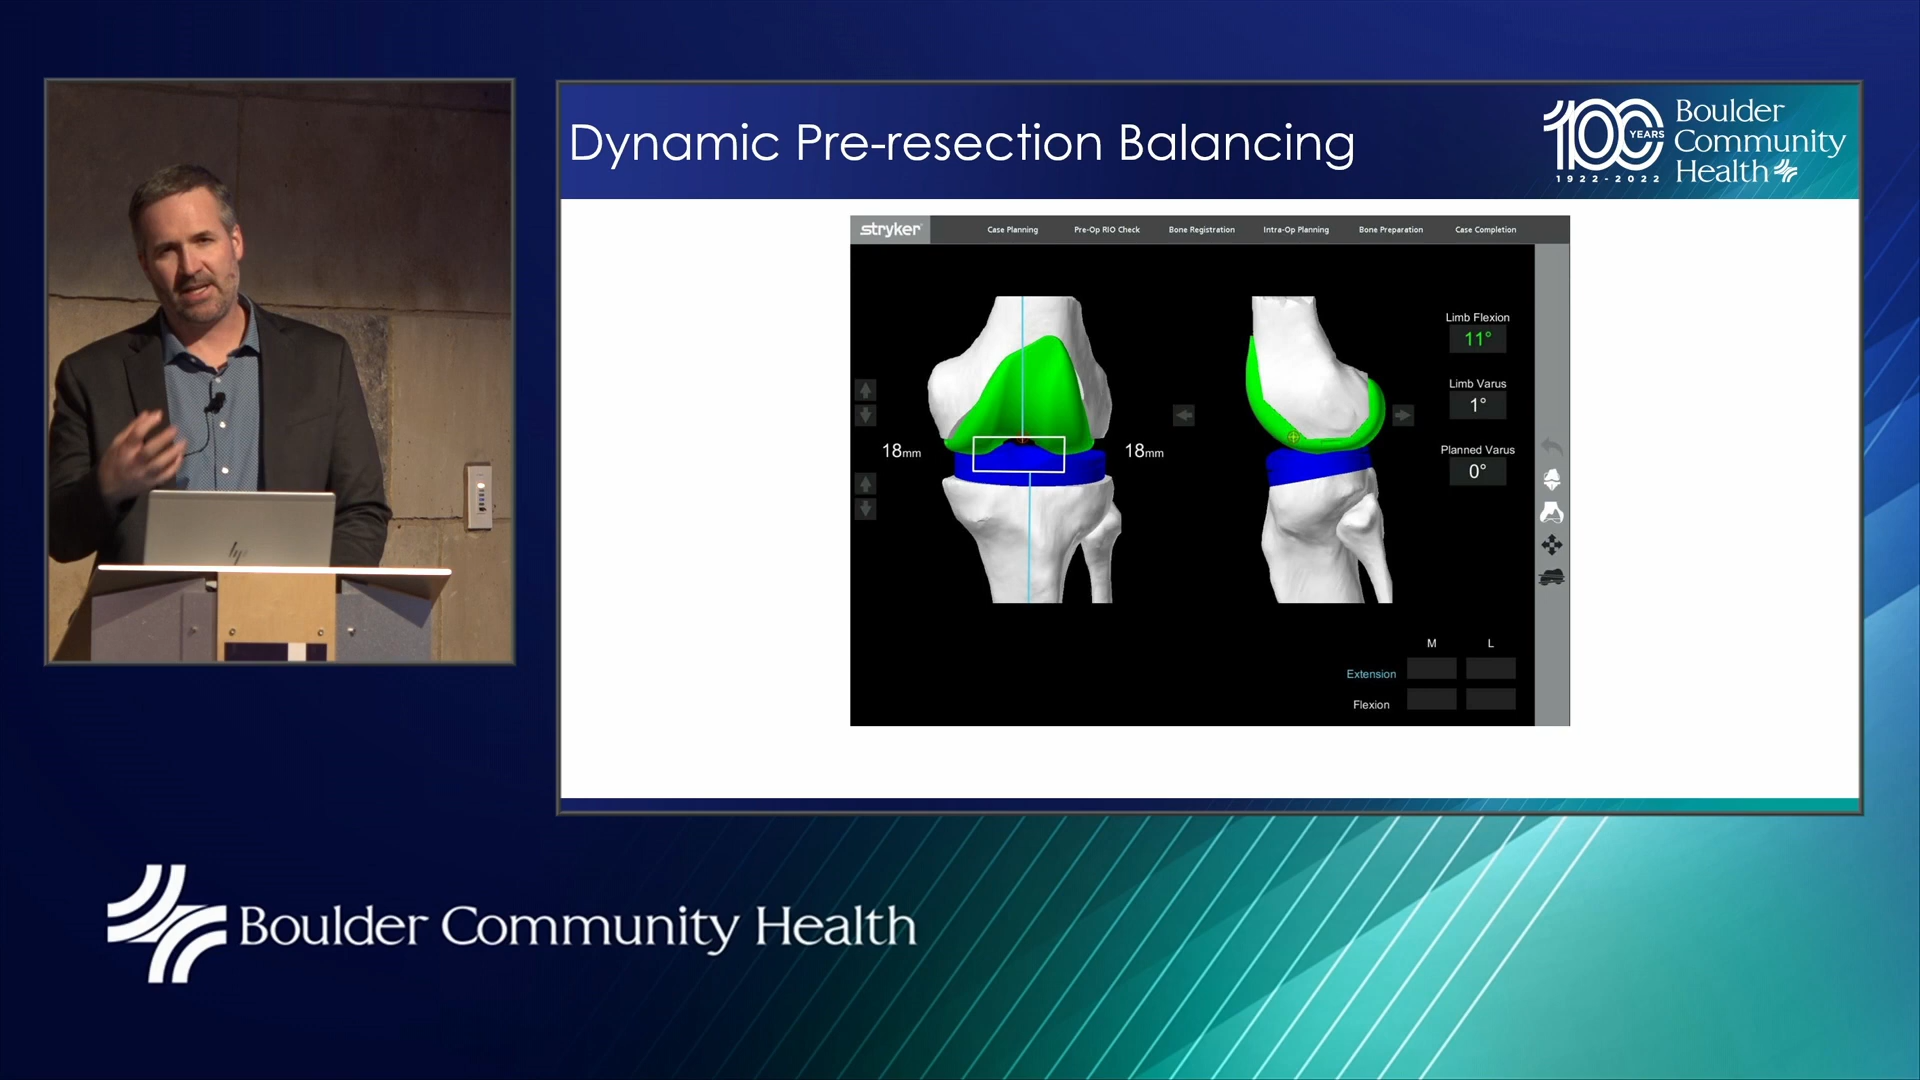 Dynamic Pre-resection Balancing
100
YEARS
1922-2022
Boulder
Community
Health
stryker
Case Planning
Pre-Op RIO Check
Bone Registration
Intra-Op Planning
Bone Preparation
Case Completion
Limb Flexion
11°
Limb Varus
1°
18mm
18mm
Planned Varus
0°
M L
Extension
Flexion
hp
Boulder Community Health